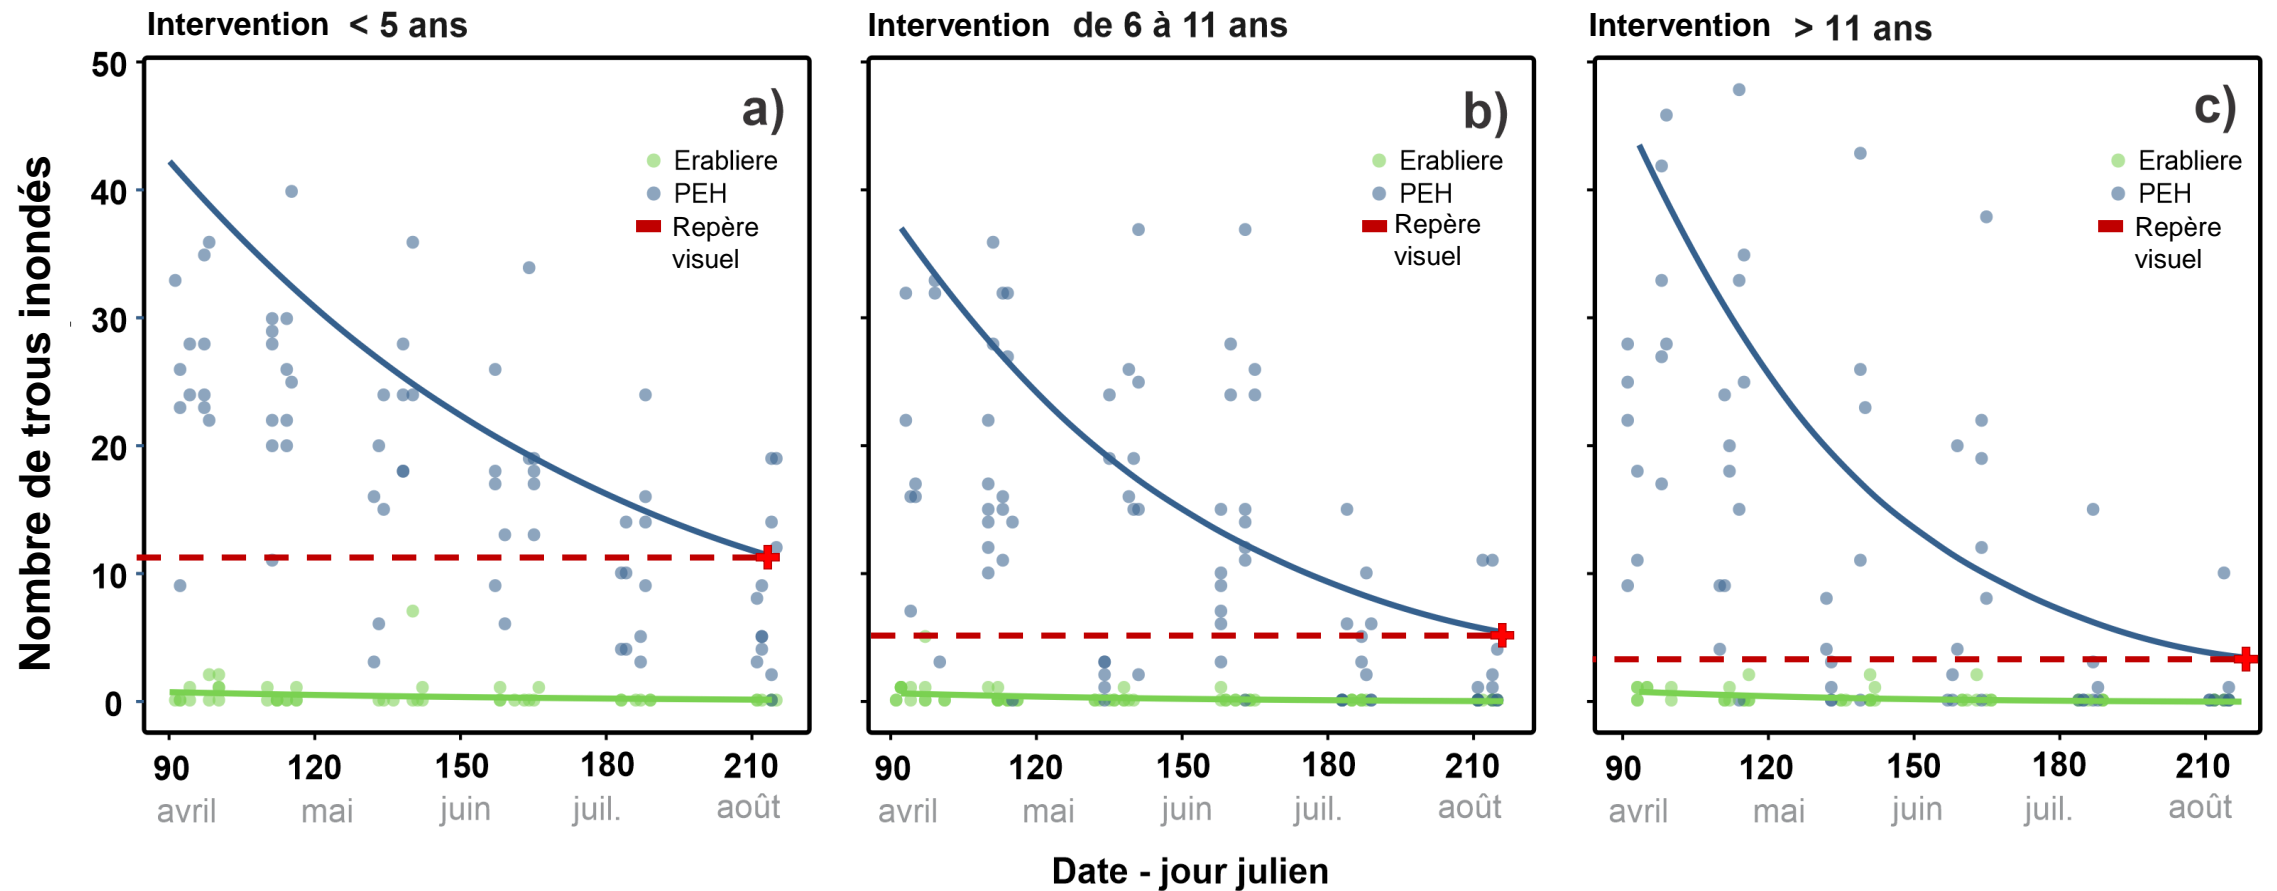 Intervention < 5 ans
Intervention de 6 à 11 ans
Intervention > 11 ans
Nombre de trous inondés
50
40
30
20
10
0
a)
Erabliere
PEH
Repère
visuel
90 120 150 180 210
avril mai juin juil. août
b)
Erabliere
PEH
Repère
visuel
90 120 150 180 210
avril mai juin juil. août
c)
Erabliere
PEH
Repère
visuel
90 120 150 180 210
avril mai juin juil. août
Date - jour julien